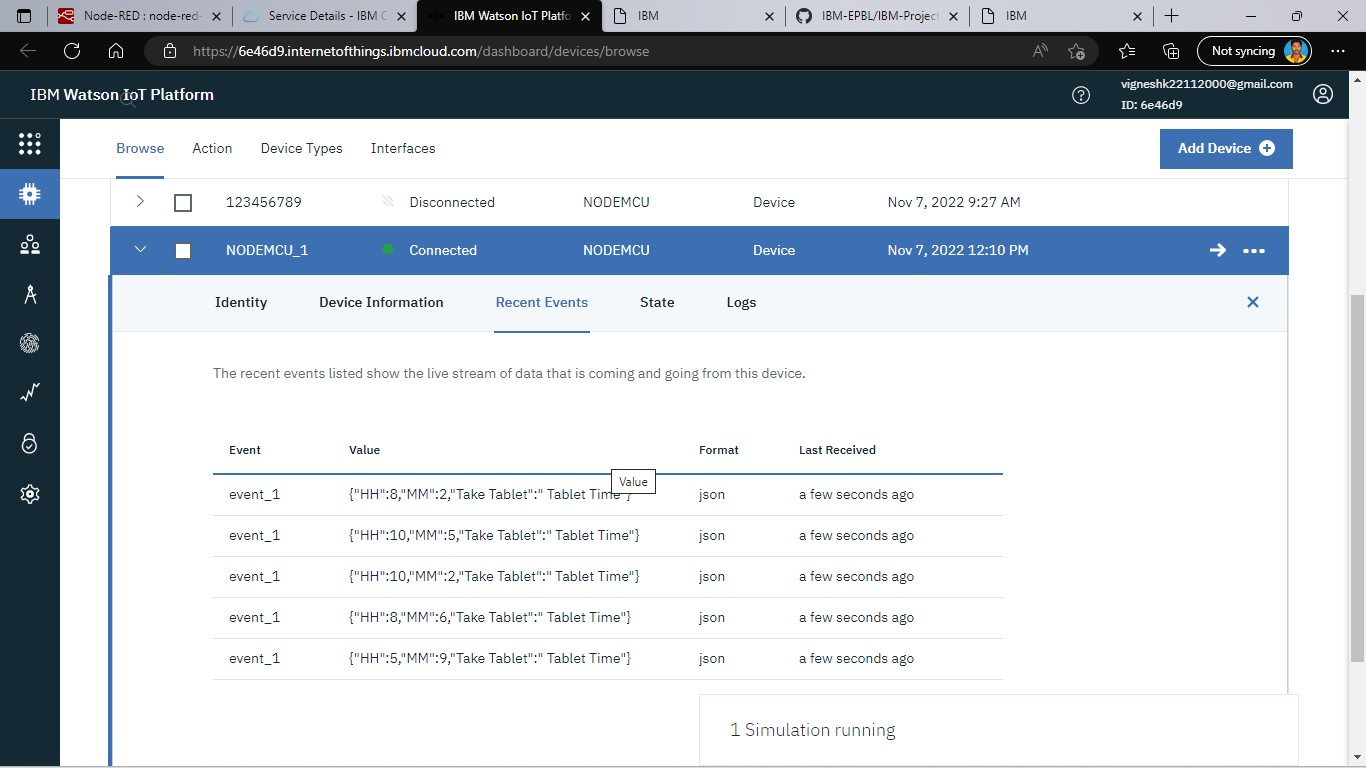 Node-RED : node-red-
Service Details - IBM C
IBM Watson IoT Platfo
IBM
IBM-EPBL/IBM-Project
IBM
https://6e46d9.internetofthings.ibmcloud.com/dashboard/devices/browse
Not syncing
IBM Watson IoT Platform
vigneshk22112000@gmail.com
ID: 6e46d9
Browse Action Device Types Interfaces
Add Device
123456789 Disconnected NODEMCU Device Nov 7, 2022 9:27 AM
NODEMCU_1 Connected NODEMCU Device Nov 7, 2022 12:10 PM
Identity Device Information Recent Events State Logs
The recent events listed show the live stream of data that is coming and going from this device.
Event Value Format Last Received
Value
event_1 {"HH":8,"MM":2,"Take Tablet":" Tablet Time"} json a few seconds ago
event_1 {"HH":10,"MM":5,"Take Tablet":" Tablet Time"} json a few seconds ago
event_1 {"HH":10,"MM":2,"Take Tablet":" Tablet Time"} json a few seconds ago
event_1 {"HH":8,"MM":6,"Take Tablet":" Tablet Time"} json a few seconds ago
event_1 {"HH":5,"MM":9,"Take Tablet":" Tablet Time"} json a few seconds ago
1 Simulation running